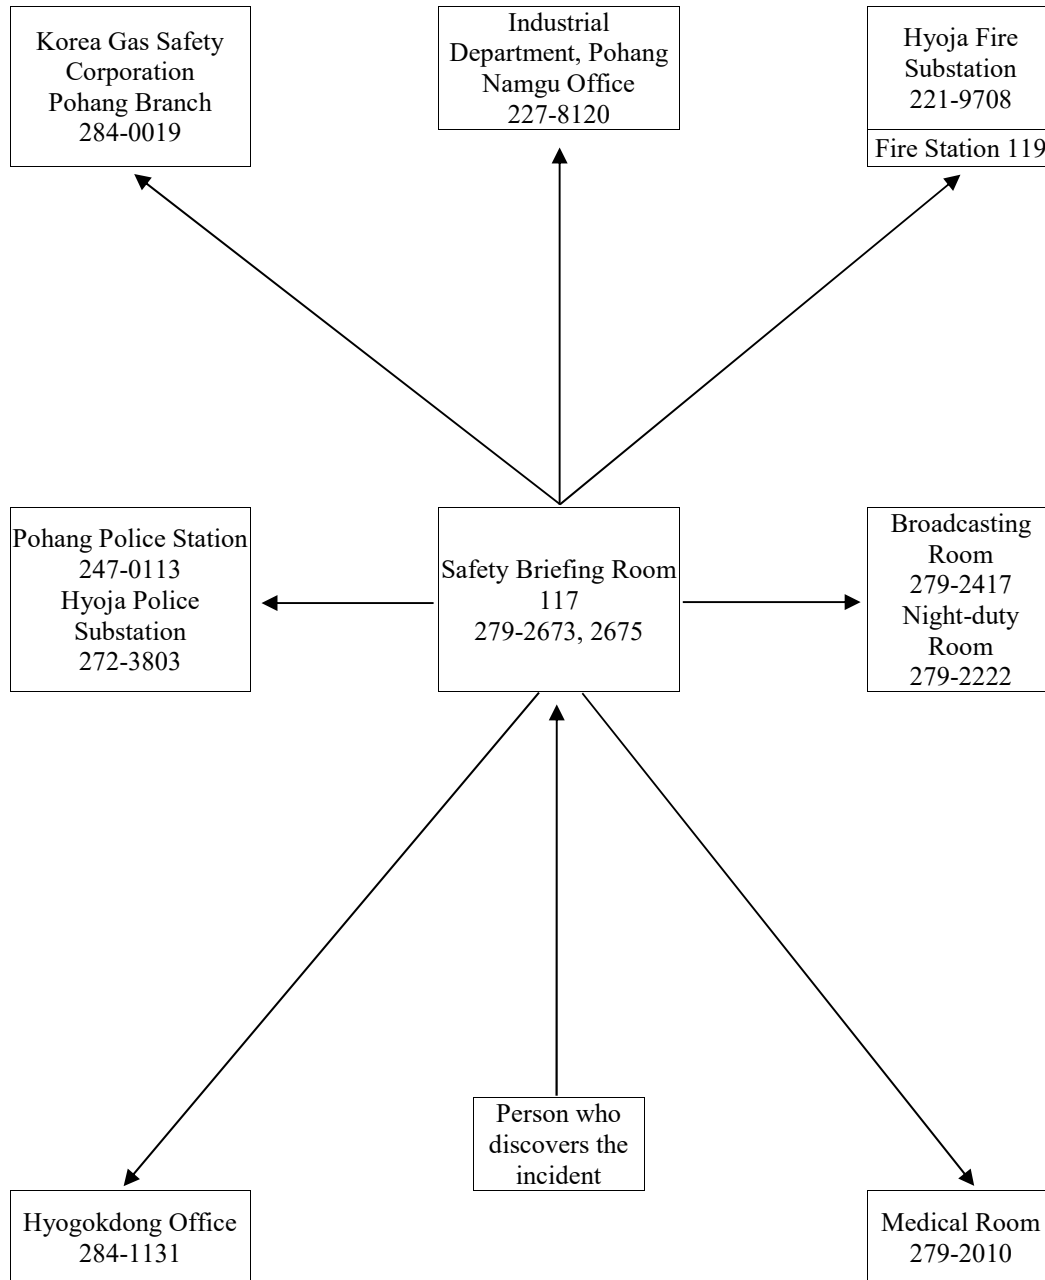 Korea Gas Safety
Corporation
Pohang Branch
284-0019
Industrial
Department, Pohang
Namgu Office
227-8120
Hyoja Fire
Substation
221-9708
Fire Station 119
Pohang Police Station
247-0113
Hyoja Police
Substation
272-3803
Safety Briefing Room
117
279-2673, 2675
Broadcasting
Room
279-2417
Night-duty
Room
279-2222
Person who
discovers the
incident
Hyogokdong Office
284-1131
Medical Room
279-2010